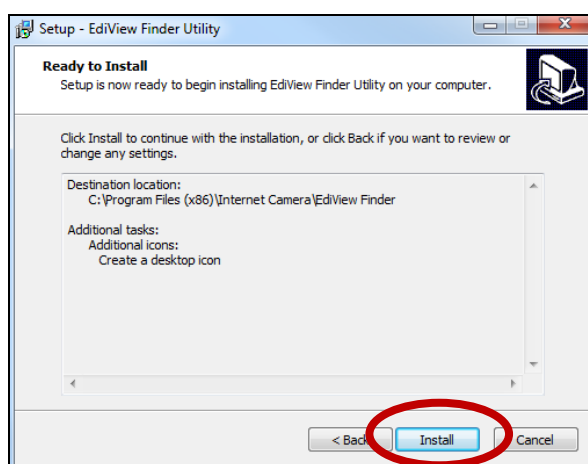 Setup - EdiView Finder Utility
Ready to Install
Setup is now ready to begin installing EdiView Finder Utility on your computer.
Click Install to continue with the installation, or click Back if you want to review or
change any settings.
Destination location:
C:\Program Files (x86)\Internet Camera\EdiView Finder
Additional tasks:
Additional icons:
Create a desktop icon
< Back
Install
Cancel